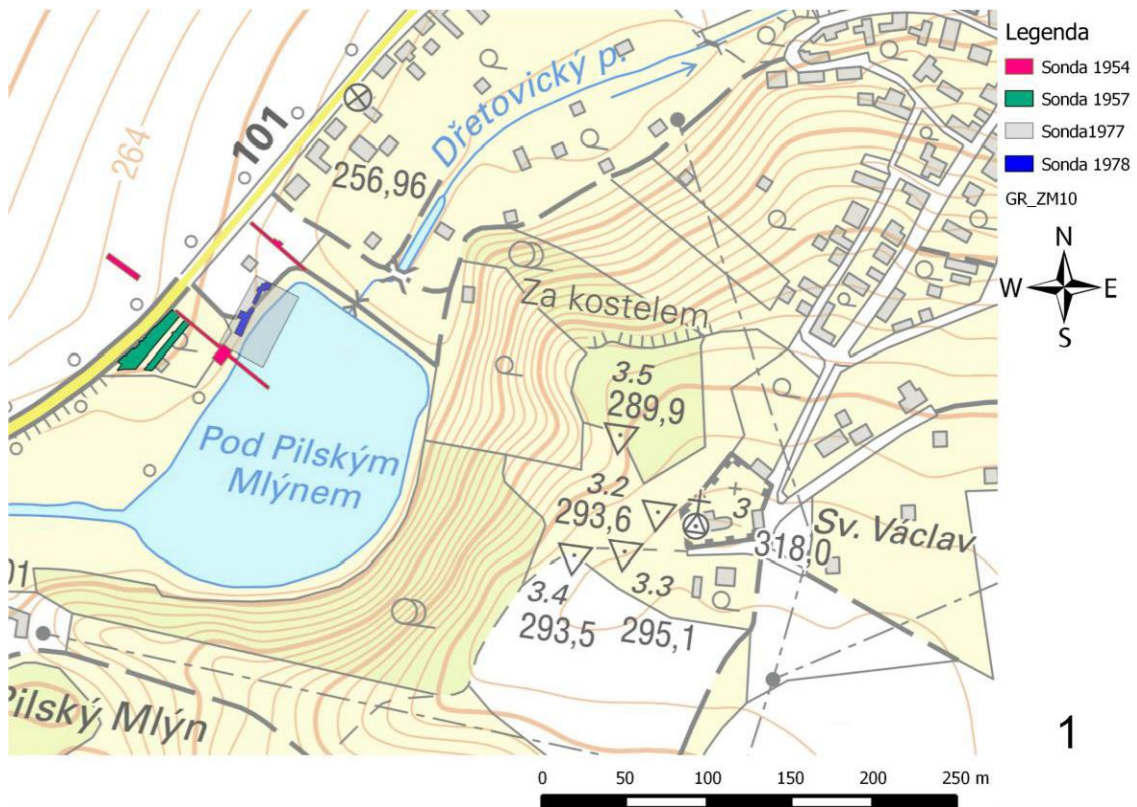 Legenda
Sonda 1954
Sonda 1957
Sonda1977
Sonda 1978
GR_ZM10
N
W E
S
264
101
Dřetovický p.
256,96
Za kostelem
3.5
289,9
Pod Pilským
Mlýnem
3.2
293,6
3
Sv. Václav
318,0
3.4
293,5
3.3
295,1
01
Pilský Mlýn
1
0 50 100 150 200 250 m